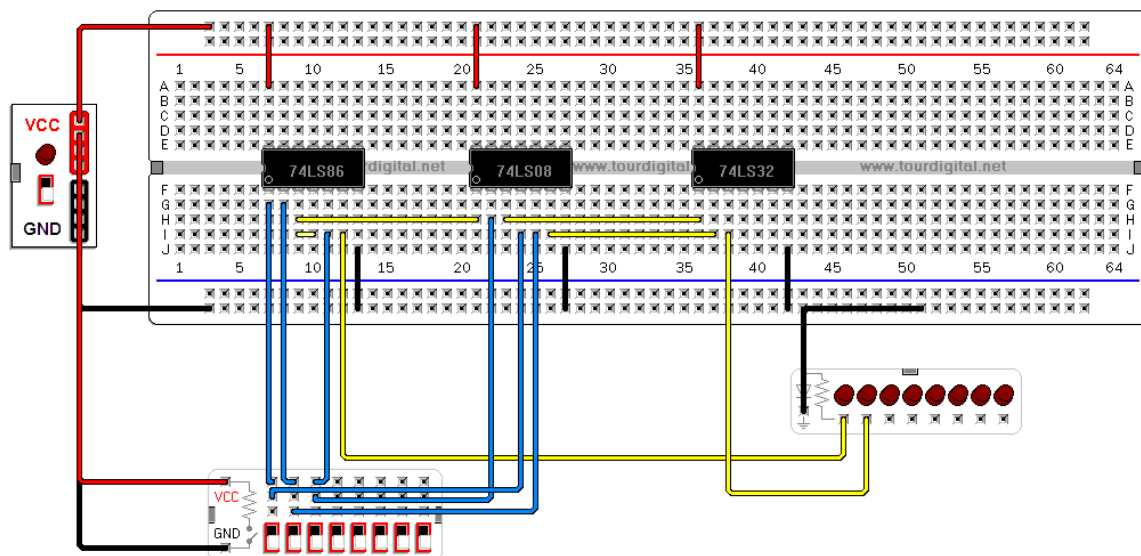 1 5 10 15 20 25 30 35 40 45 50 55 60 64
A A
B B
C C
D D
E E
VCC
74LS86 rdigital.net 74LS08 www.tourdigital.net 74LS32 www.tourdigital.net
F F
G G
GND H H
I I
J J
1 5 10 15 20 25 30 35 40 45 50 55 60 64
VCC
GND